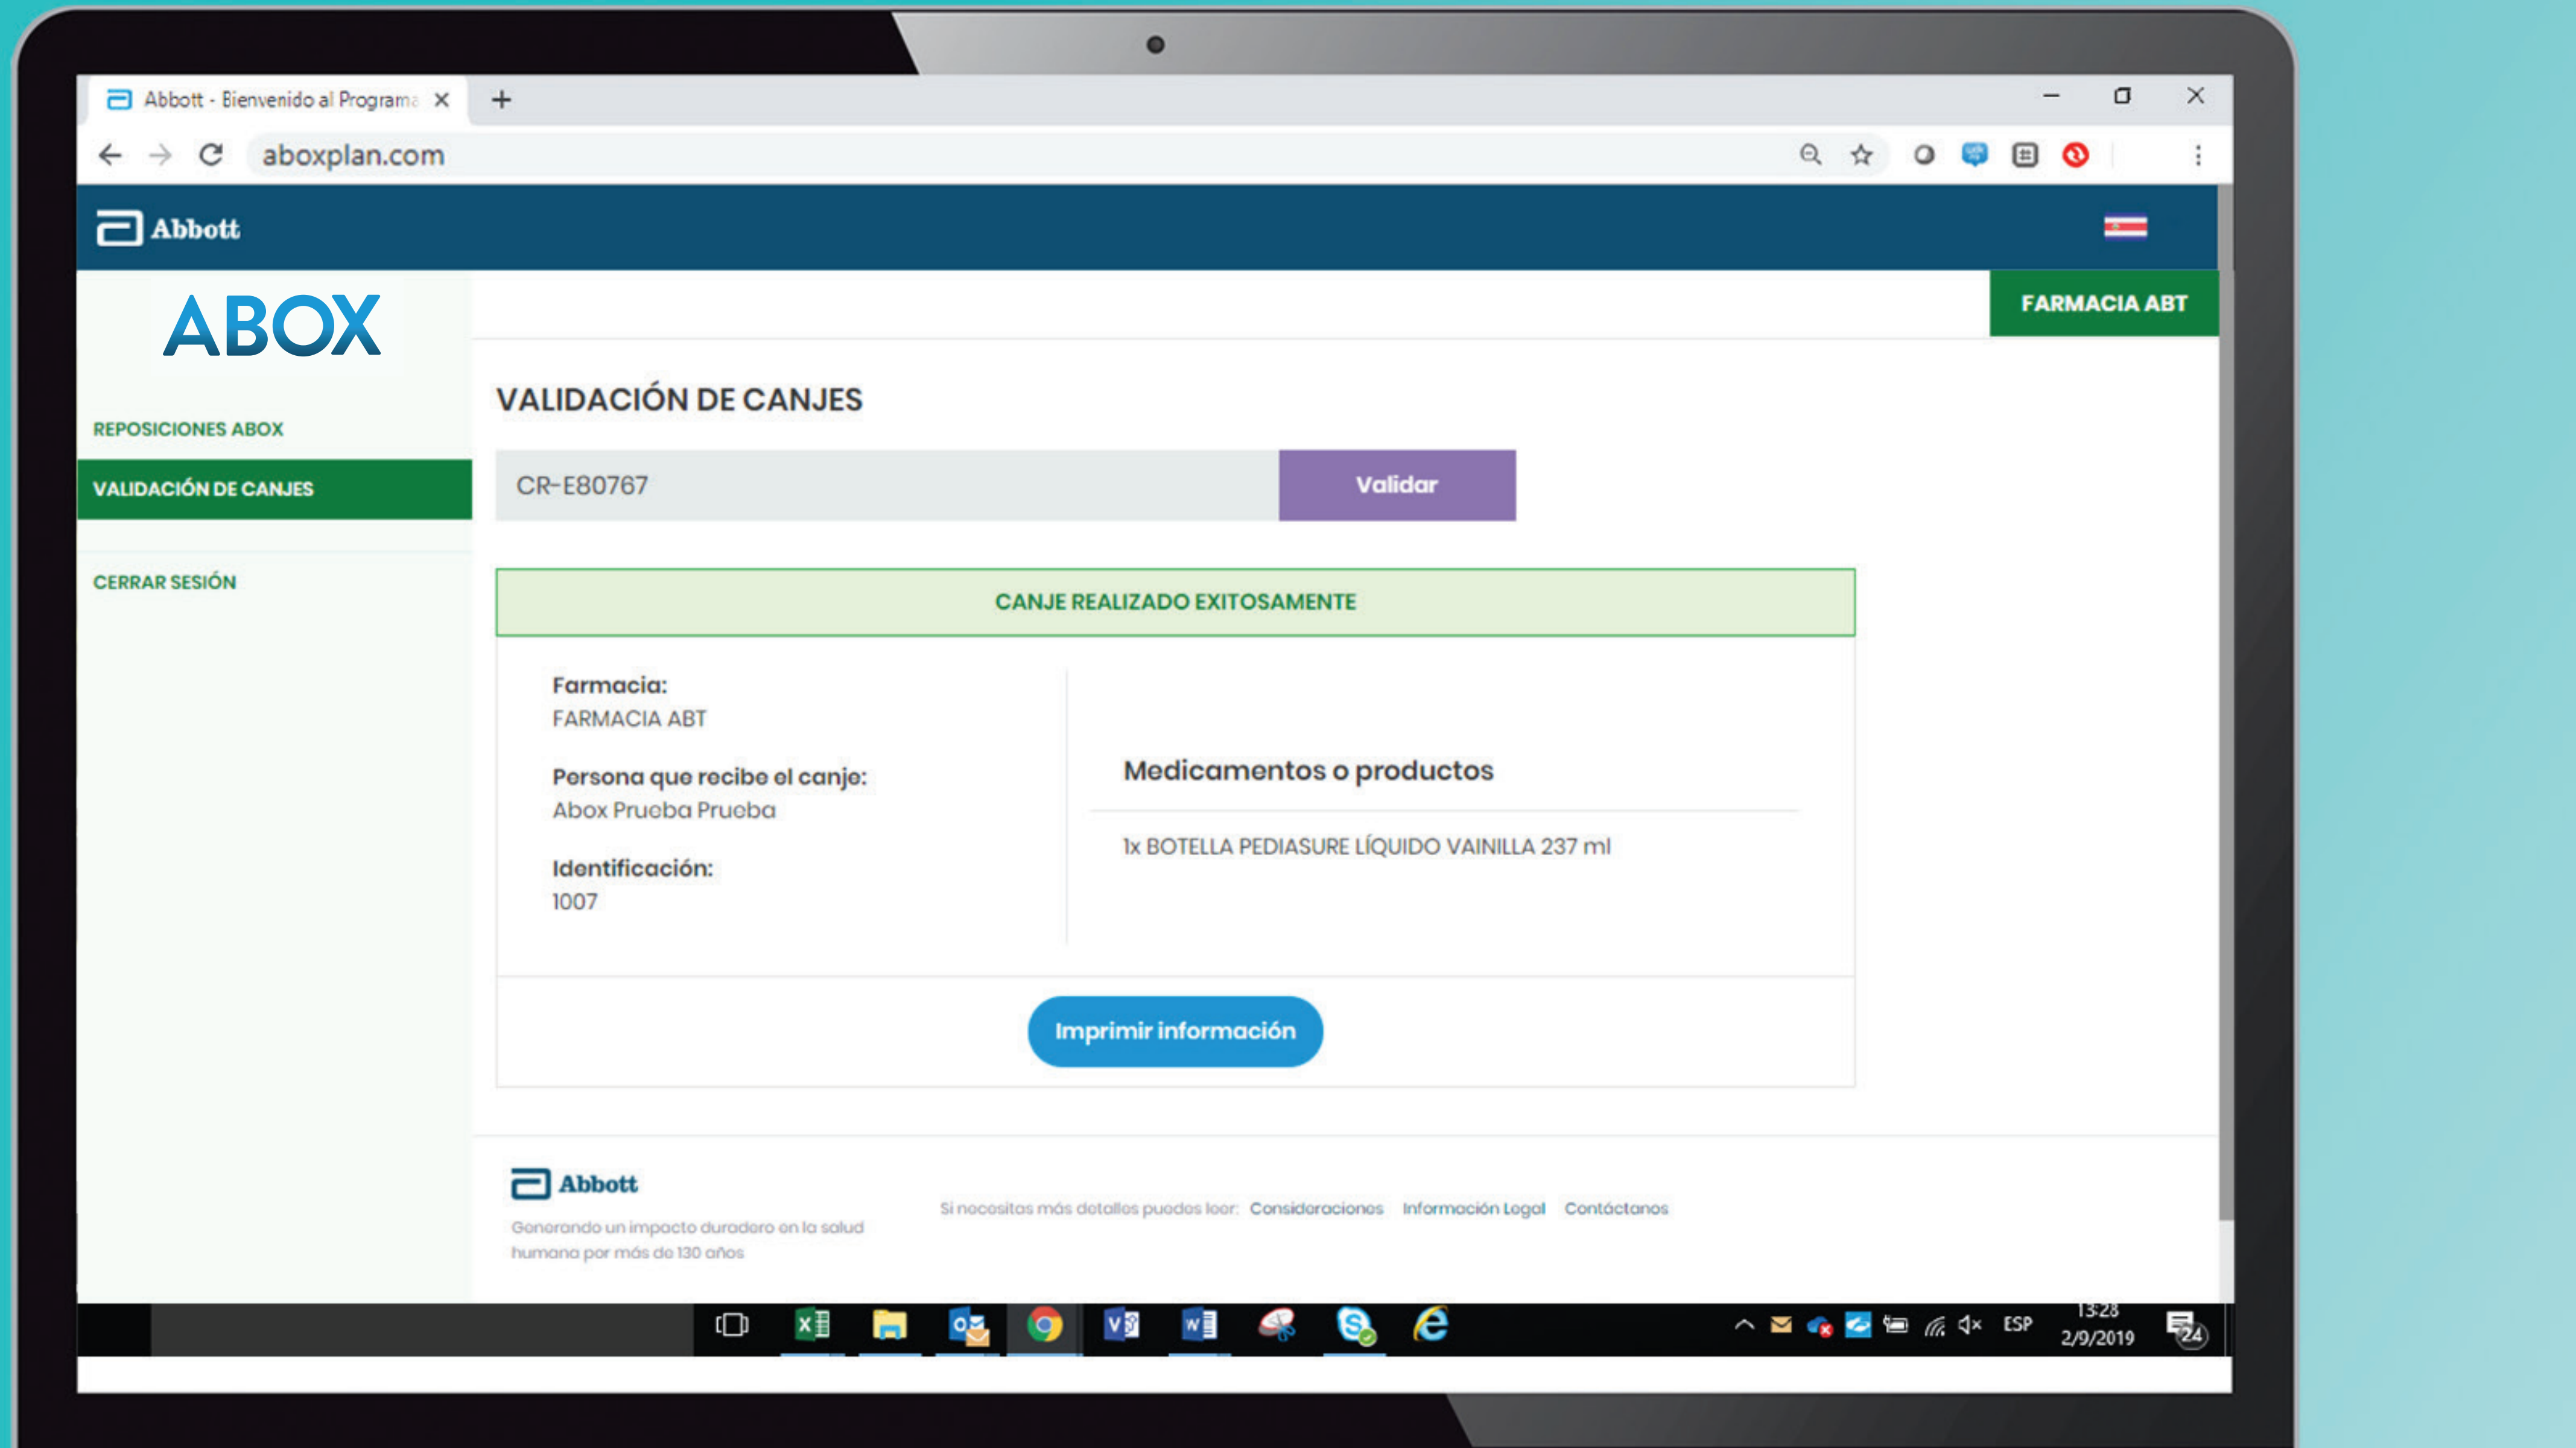 Abbott - Bienvenido al Programa
aboxplan.com
Abbott
ABOX
FARMACIA ABT
REPOSICIONES ABOX
VALIDACIÓN DE CANJES
CERRAR SESIÓN
VALIDACIÓN DE CANJES
CR-E80767
Validar
CANJE REALIZADO EXITOSAMENTE
Farmacia:
FARMACIA ABT
Persona que recibe el canje:
Abox Prueba Prueba
Identificación:
1007
Medicamentos o productos
1x BOTELLA PEDIASURE LÍQUIDO VAINILLA 237 ml
Imprimir información
Abbott
Generando un impacto duradero en la salud
humana por más de 130 años
Si necesitas más detalles puedes leer: Consideraciones Información Legal Contáctanos
ESP
13:28
2/9/2019
24